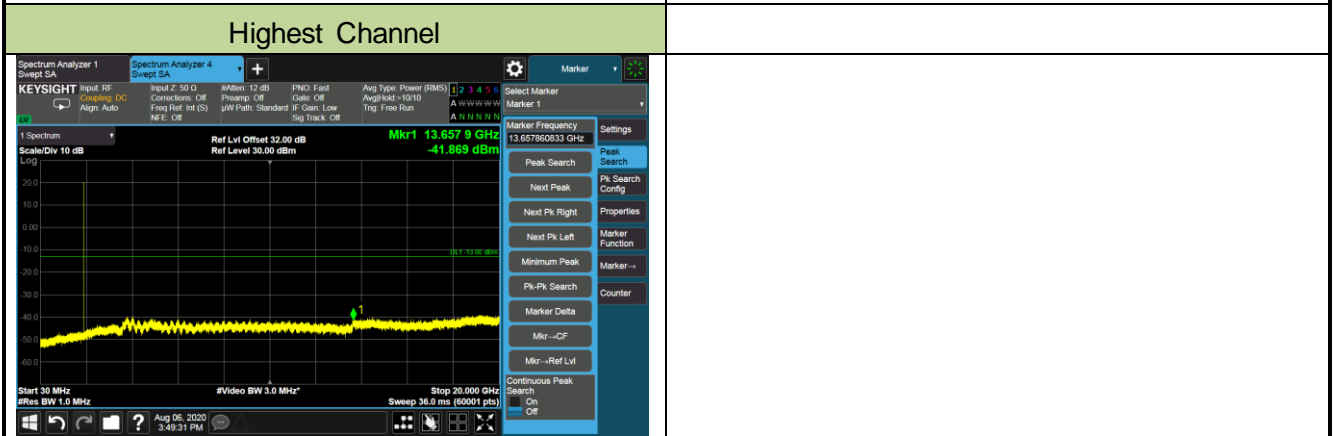 Highest Channel
Spectrum Analyzer 1
Swept SA
Spectrum Analyzer 4
Swept SA
Marker
KEYSIGHT
Input: RF
Coupling: DC
Align: Auto
Input Z: 50 Ω
Corrections: Off
Freq Ref: Int (S)
NFE: Off
#Atten: 12 dB
Preamp: Off
µW Path: Standard
PNO: Fast
Gate: Off
IF Gain: Low
Sig Track: Off
Avg Type: Power (RMS)
Avg|Hold:>10/10
Trig: Free Run
1 2 3 4 5 6
A W W W W W
A N N N N N
Select Marker
Marker 1
1 Spectrum
Scale/Div 10 dB
Log
Ref Lvl Offset 32.00 dB
Ref Level 30.00 dBm
Mkr1 13.657 9 GHz
-41.869 dBm
20.0
10.0
0.00
-10.0
-20.0
-30.0
-40.0
-50.0
-60.0
DL1 -13.00 dBm
1
Start 30 MHz
#Res BW 1.0 MHz
#Video BW 3.0 MHz*
Stop 20.000 GHz
Sweep 36.0 ms (60001 pts)
Marker Frequency
13.657860833 GHz
Peak Search
Next Peak
Next Pk Right
Next Pk Left
Minimum Peak
Pk-Pk Search
Marker Delta
Mkr→CF
Mkr→Ref Lvl
Continuous Peak
Search
On
Off
Settings
Peak
Search
Pk Search
Config
Properties
Marker
Function
Marker→
Counter
Aug 06, 2020
3:49:31 PM